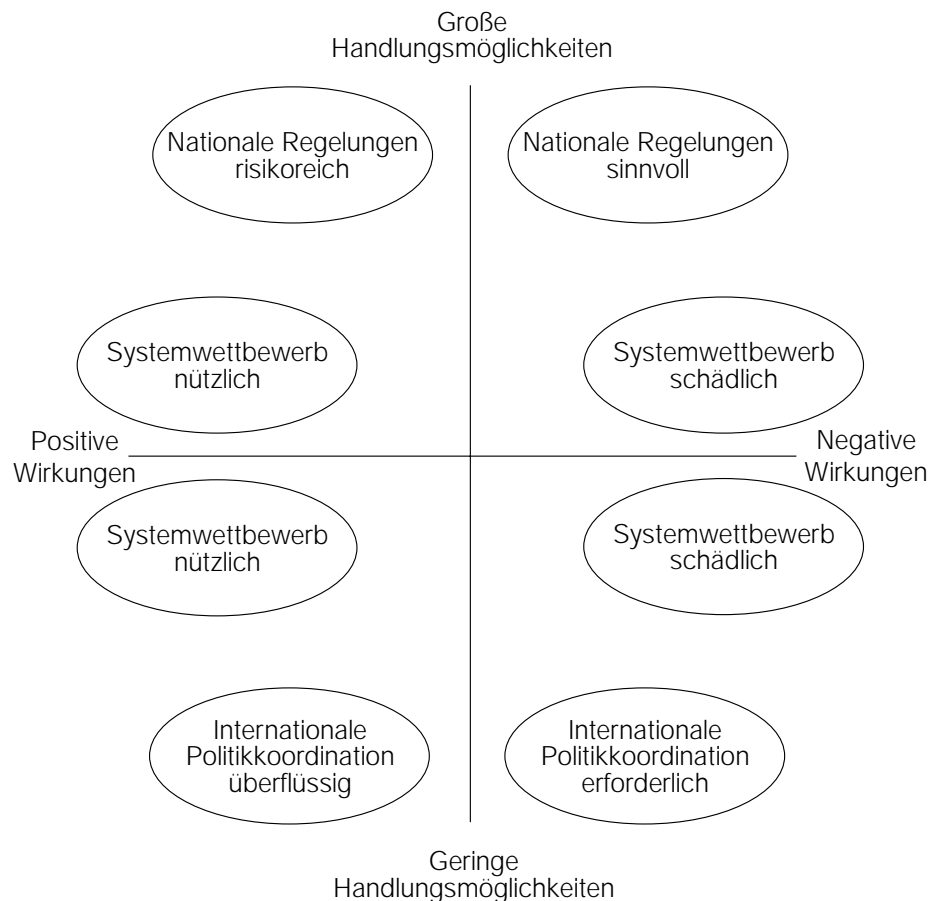 Große
Handlungsmöglichkeiten
Nationale Regelungen
risikoreich
Nationale Regelungen
sinnvoll
Systemwettbewerb
nützlich
Systemwettbewerb
schädlich
Positive
Wirkungen
Negative
Wirkungen
Systemwettbewerb
nützlich
Systemwettbewerb
schädlich
Internationale
Politikkoordination
überflüssig
Internationale
Politikkoordination
erforderlich
Geringe
Handlungsmöglichkeiten